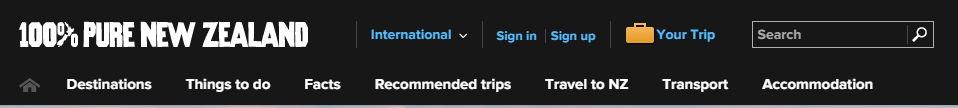 100% PURE NEW ZEALAND International Sign in Sign up Your Trip Search
Destinations Things to do Facts Recommended trips Travel to NZ Transport Accommodation